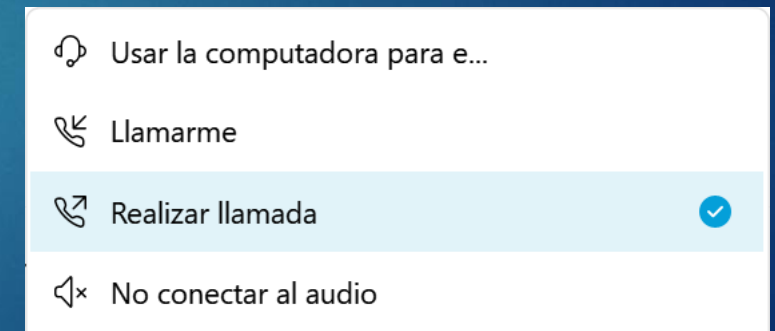 Usar la computadora para e...
Llamarme
Realizar llamada
No conectar al audio